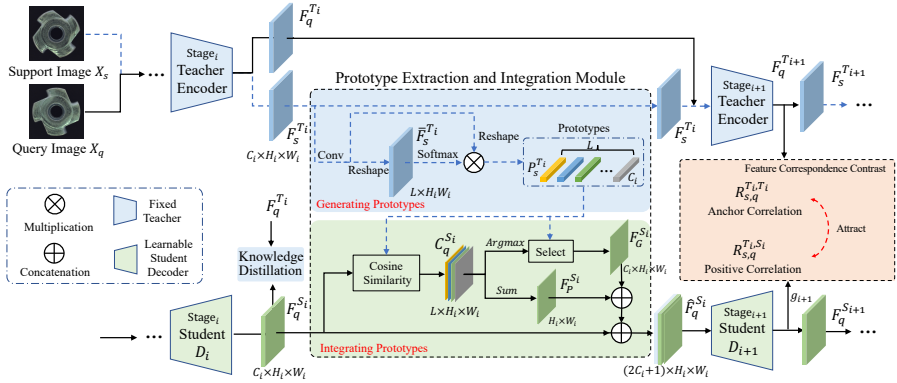 Support Image X_s
Query Image X_q
...
Stage_i
Teacher
Encoder
F_q^{T_i}
F_s^{T_i}
C_i×H_i×W_i
Prototype Extraction and Integration Module
Conv
Reshape
F̄_s^{T_i}
Softmax
L×H_iW_i
Reshape
Prototypes
L
P_s^{T_i}
...
C_i
Generating Prototypes
F_s^{T_i}
Stage_{i+1}
Teacher
Encoder
F_q^{T_{i+1}}
F_s^{T_{i+1}}
...
Multiplication
Concatenation
Fixed
Teacher
Learnable
Student
Decoder
F_q^{T_i}
Knowledge
Distillation
...
Stage_i
Student
D_i
F_q^{S_i}
C_i×H_i×W_i
Cosine
Similarity
C_q^{S_i}
L×H_i×W_i
Argmax
Select
F_G^{S_i}
C_i×H_i×W_i
Sum
F_P^{S_i}
H_i×W_i
Integrating Prototypes
F̂_q^{S_i}
(2C_i+1)×H_i×W_i
Stage_{i+1}
Student
D_{i+1}
g_{i+1}
F_q^{S_{i+1}}
...
Feature Correspondence Contrast
R_{s,q}^{T_i,T_i}
Anchor Correlation
Attract
R_{s,q}^{T_i,S_i}
Positive Correlation